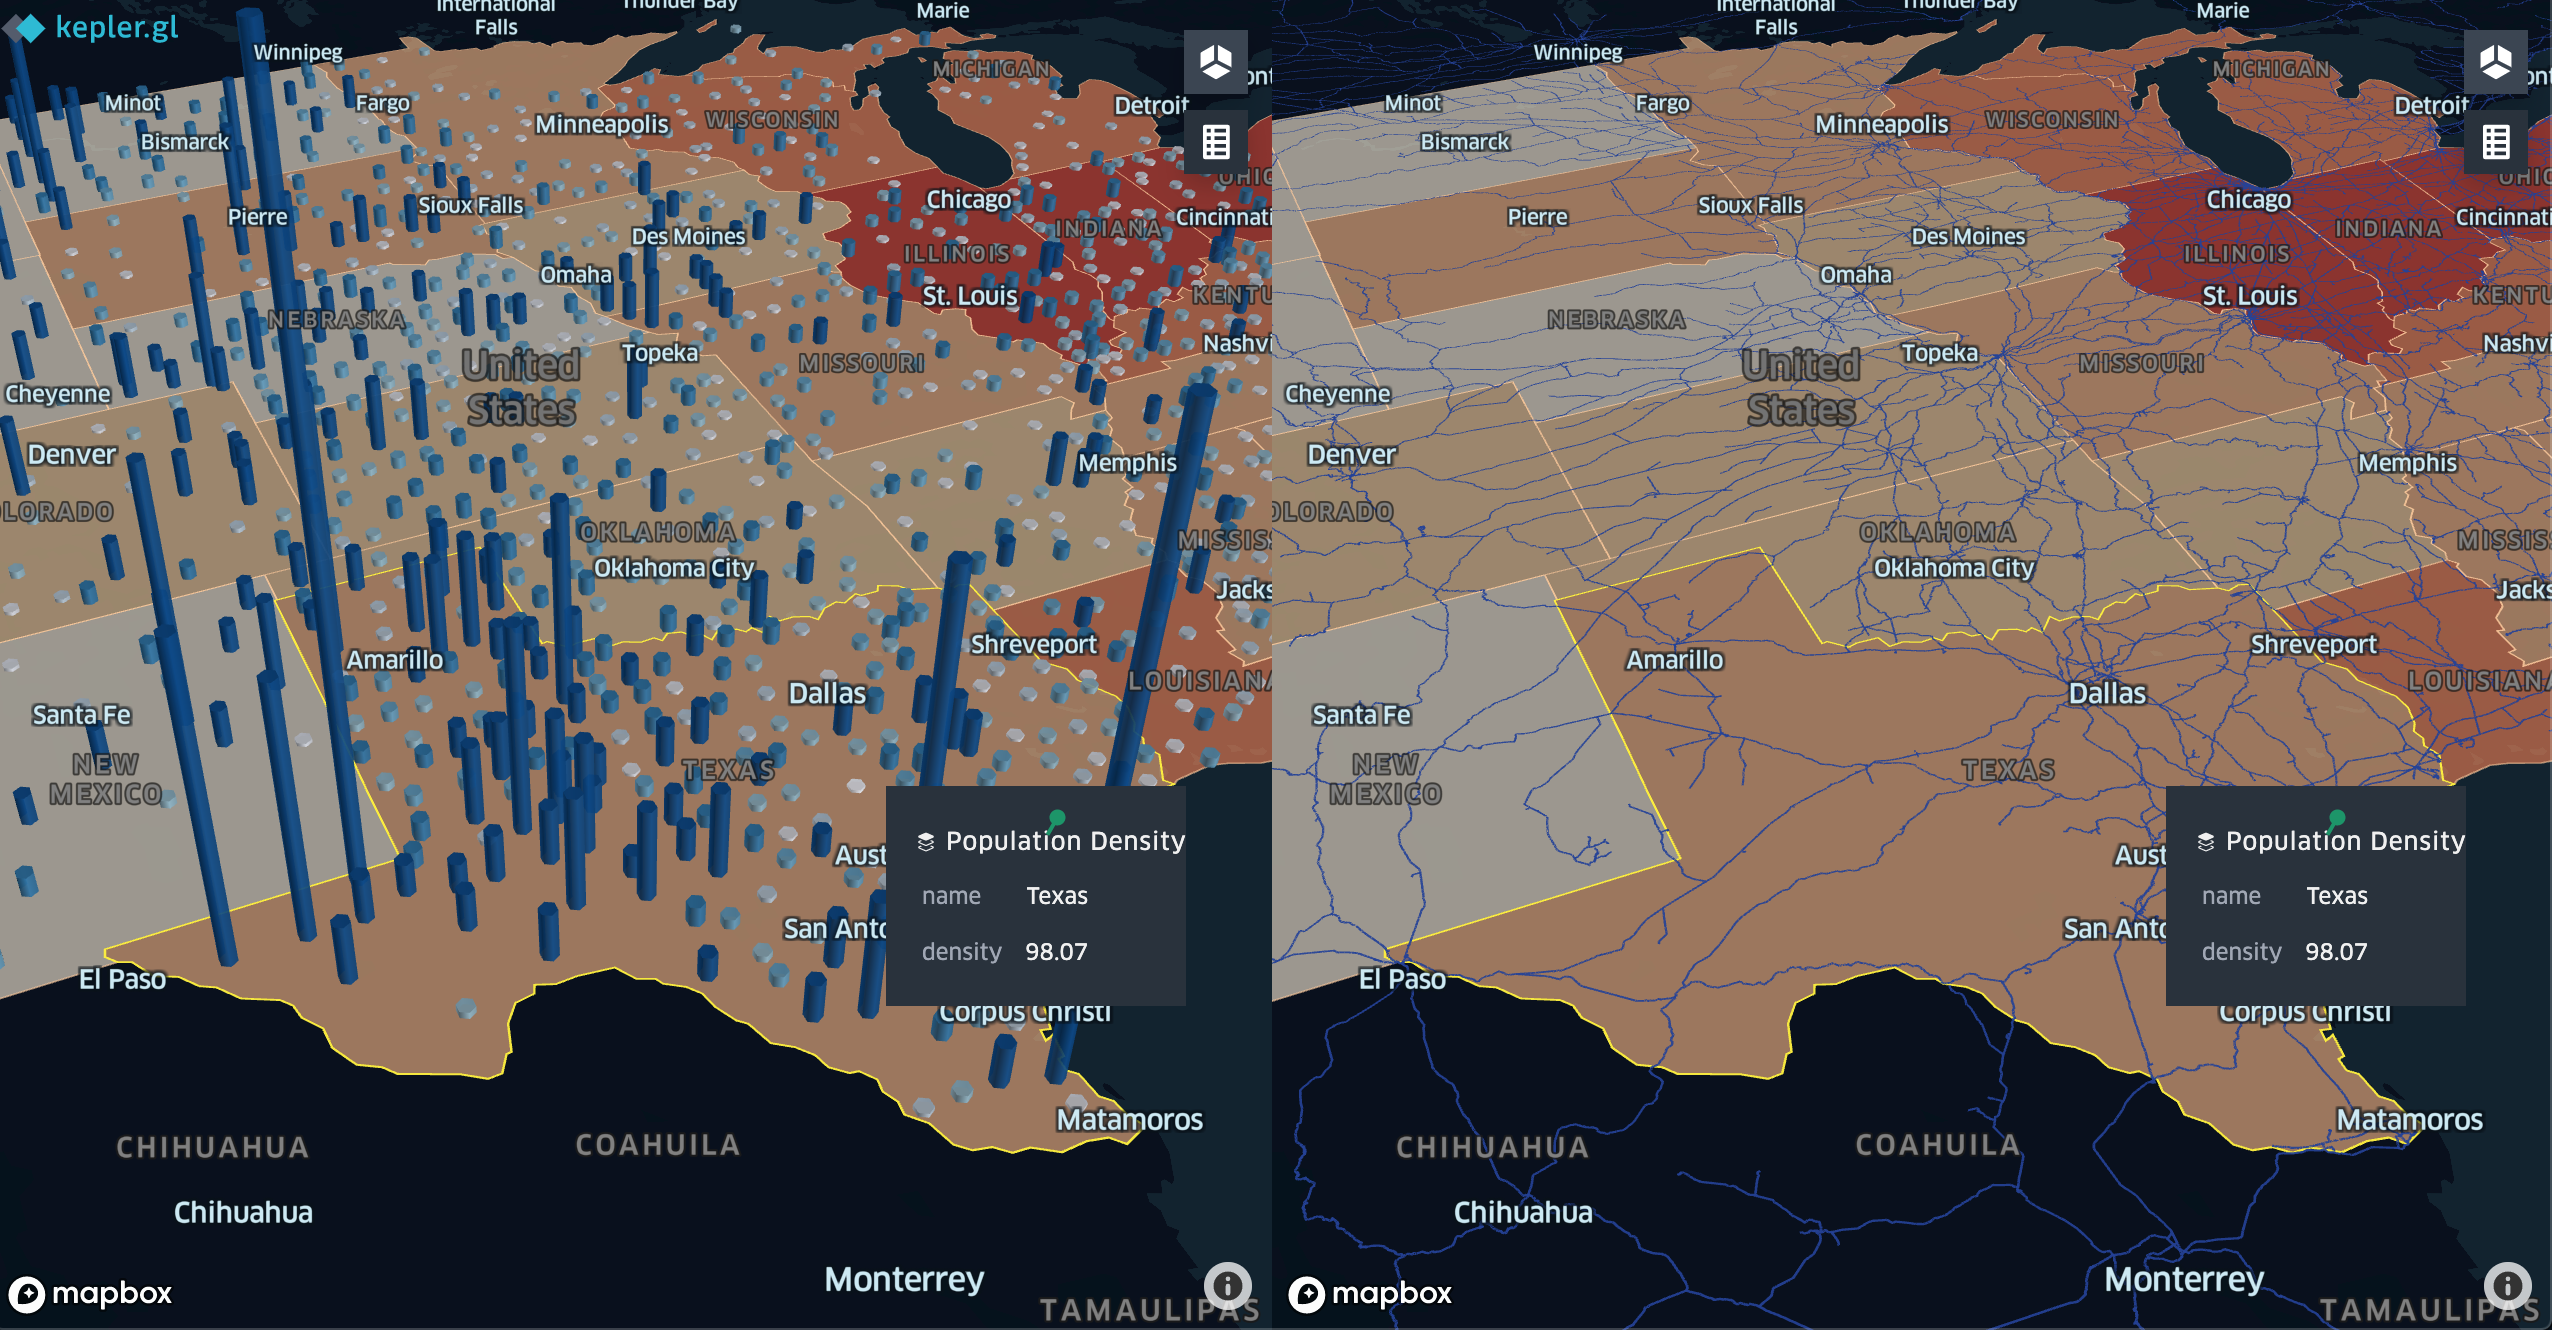 kepler.gl
International
Falls
Thunder Bay
Marie
Winnipeg
MICHIGAN
Minot
Fargo
Detroit
Minneapolis
WISCONSIN
Bismarck
OHIO
Chicago
Pierre
Sioux Falls
Cincinnati
INDIANA
Des Moines
ILLINOIS
Omaha
St. Louis
KENTU
NEBRASKA
Nashvi
United
States
Topeka
MISSOURI
Cheyenne
Denver
Memphis
LORADO
OKLAHOMA
MISSIS
Oklahoma City
Jacks
Amarillo
Shreveport
LOUISIANA
Dallas
Santa Fe
NEW
MEXICO
TEXAS
Population Density
Aust
name Texas
San Anto
density 98.07
El Paso
Corpus Christi
Matamoros
CHIHUAHUA
COAHUILA
Chihuahua
Monterrey
mapbox
TAMAULIPAS
International
Falls
Thunder Bay
Marie
Winnipeg
ont
MICHIGAN
Minot
Fargo
Detroit
Minneapolis
WISCONSIN
Bismarck
OHIO
Chicago
Pierre
Sioux Falls
Cincinnati
INDIANA
Des Moines
ILLINOIS
Omaha
St. Louis
KENTU
NEBRASKA
Nashvi
United
States
Topeka
MISSOURI
Cheyenne
Denver
Memphis
OLORADO
OKLAHOMA
MISSIS
Oklahoma City
Jacks
Amarillo
Shreveport
LOUISIANA
Dallas
Santa Fe
NEW
MEXICO
TEXAS
Population Density
Aust
name Texas
San Anto
density 98.07
El Paso
Corpus Christi
Matamoros
CHIHUAHUA
COAHUILA
Chihuahua
Monterrey
mapbox
TAMAULIPAS